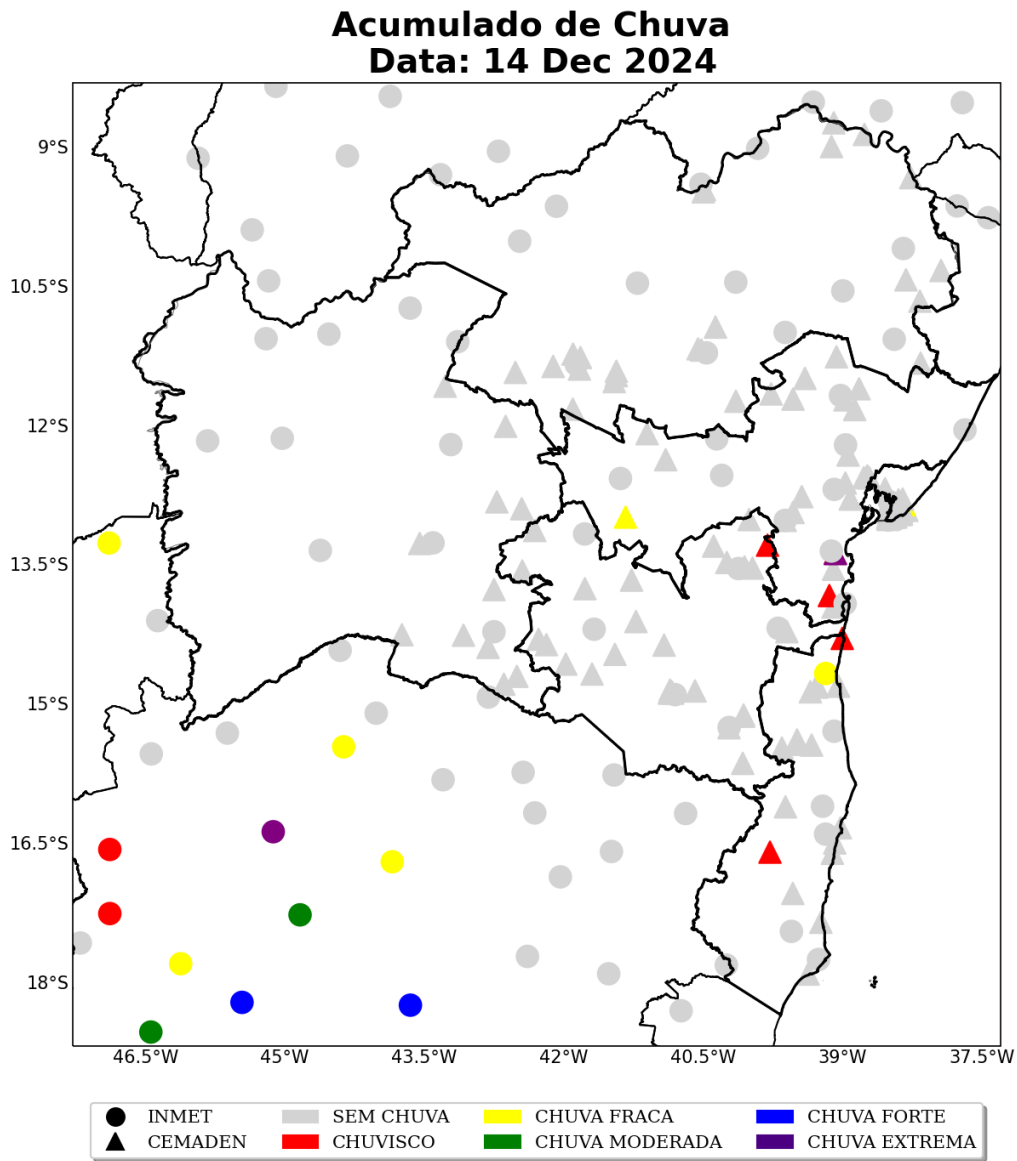 Acumulado de Chuva
Data: 14 Dec 2024
9°S
10.5°S
12°S
13.5°S
15°S
16.5°S
18°S
46.5°W 45°W 43.5°W 42°W 40.5°W 39°W 37.5°W
INMET SEM CHUVA CHUVA FRACA CHUVA FORTE
CEMADEN CHUVISCO CHUVA MODERADA CHUVA EXTREMA